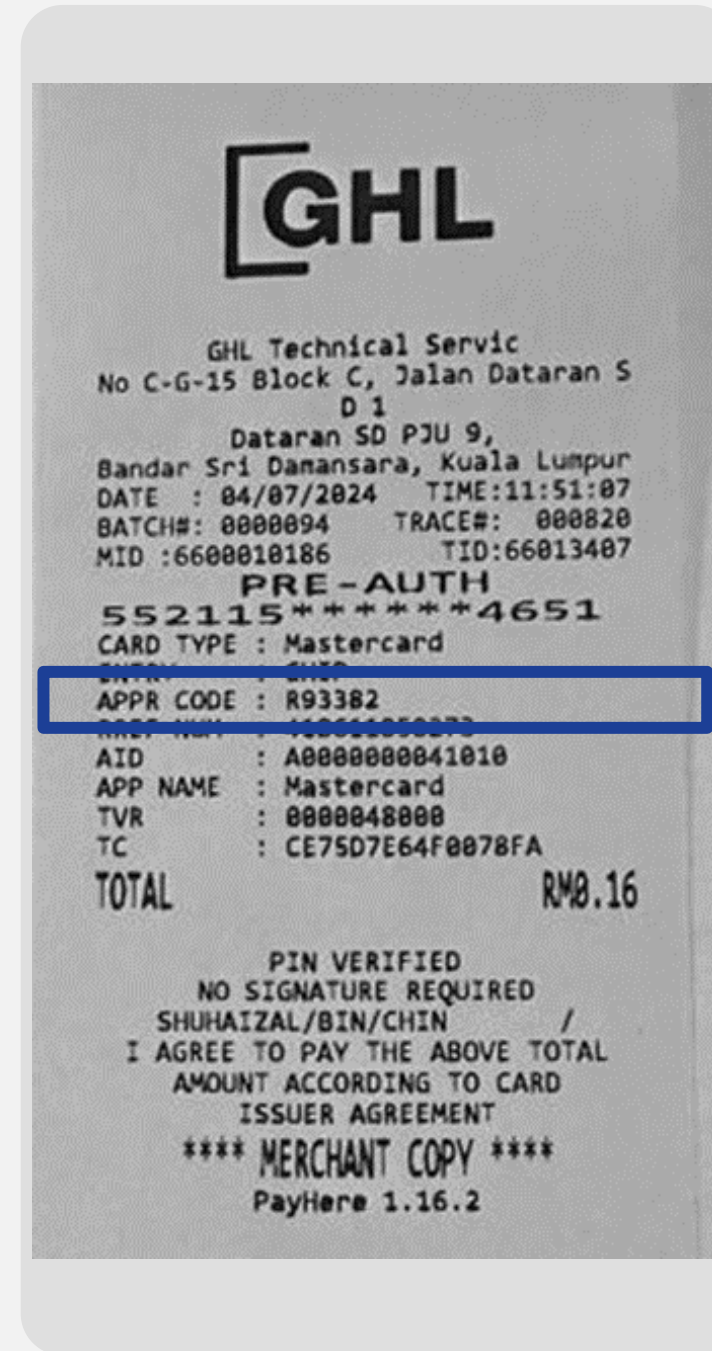 GHL
GHL Technical Servic
No C-G-15 Block C, Jalan Dataran S
D 1
Dataran SD PJU 9,
Bandar Sri Damansara, Kuala Lumpur
DATE : 04/07/2024 TIME:11:51:07
BATCH#: 0000094 TRACE#: 000820
MID :6600010186 TID:66013407
PRE-AUTH
552115******4651
CARD TYPE : Mastercard
APPR CODE : R93382
AID : A0000000041010
APP NAME : Mastercard
TVR : 0000048000
TC : CE75D7E64F0078FA
TOTAL RM0.16
PIN VERIFIED
NO SIGNATURE REQUIRED
SHUHAIZAL/BIN/CHIN /
I AGREE TO PAY THE ABOVE TOTAL
AMOUNT ACCORDING TO CARD
ISSUER AGREEMENT
**** MERCHANT COPY ****
PayHere 1.16.2